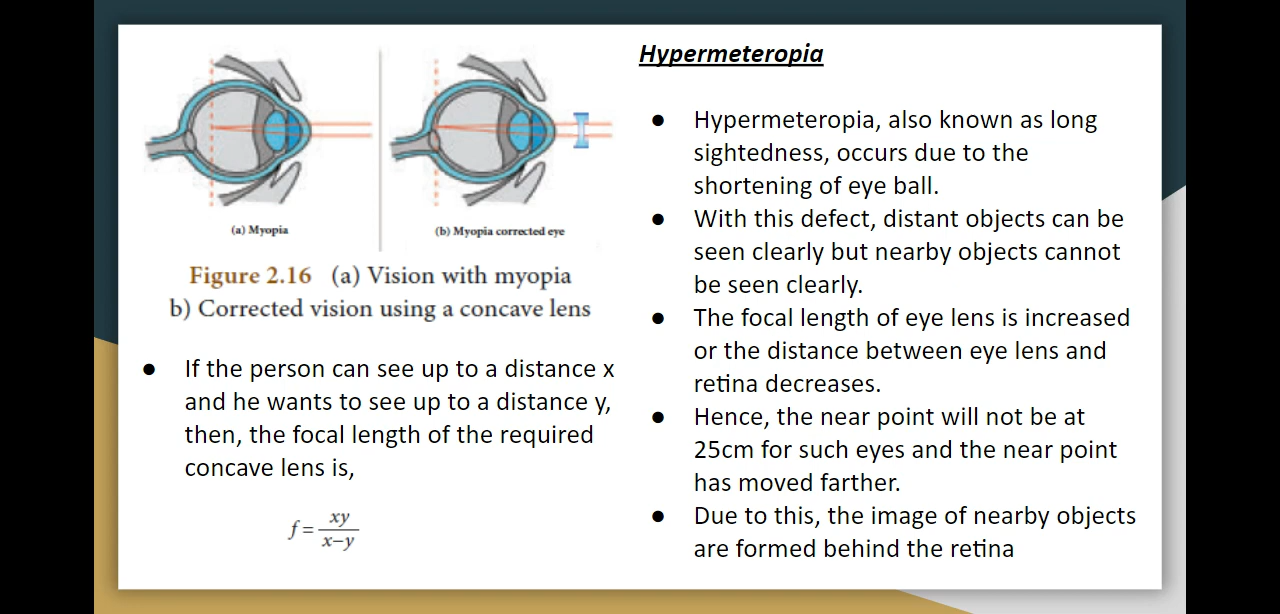 (a) Myopia
(b) Myopia corrected eye
Figure 2.16 (a) Vision with myopia
b) Corrected vision using a concave lens
● If the person can see up to a distance x
and he wants to see up to a distance y,
then, the focal length of the required
concave lens is,
f = xy / x–y
Hypermeteropia
● Hypermeteropia, also known as long
sightedness, occurs due to the
shortening of eye ball.
● With this defect, distant objects can be
seen clearly but nearby objects cannot
be seen clearly.
● The focal length of eye lens is increased
or the distance between eye lens and
retina decreases.
● Hence, the near point will not be at
25cm for such eyes and the near point
has moved farther.
● Due to this, the image of nearby objects
are formed behind the retina